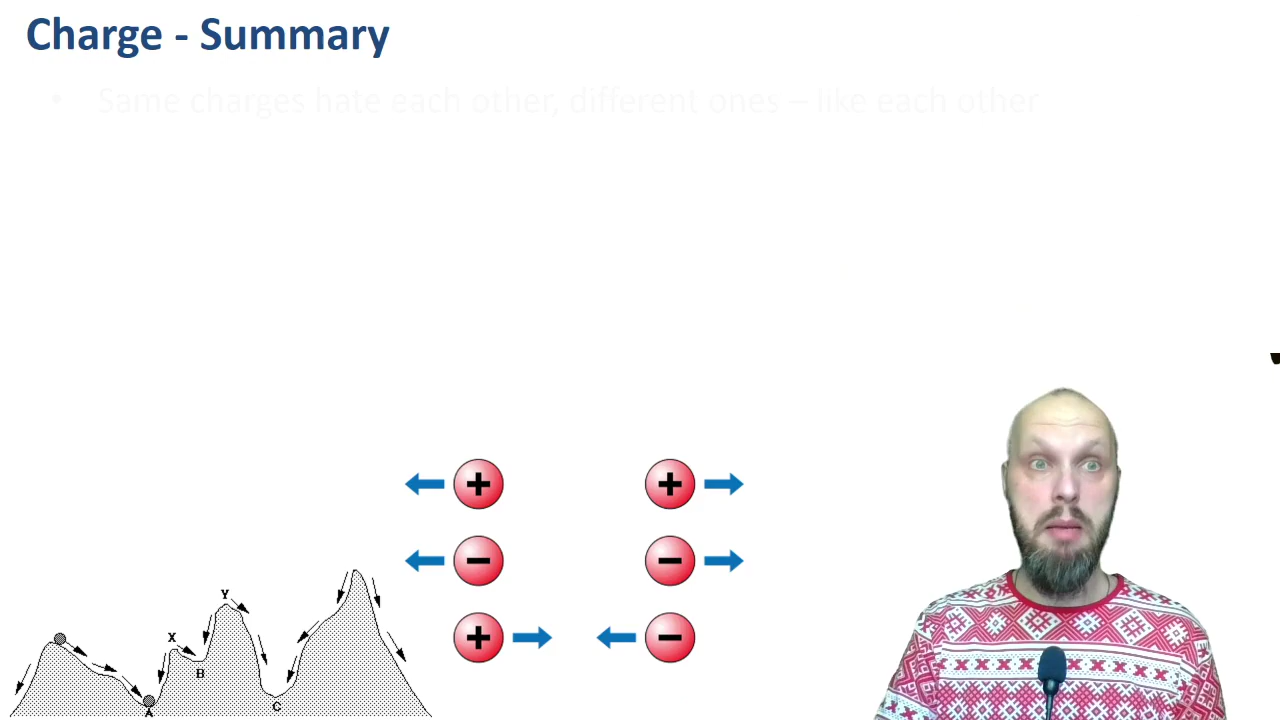 Charge - Summary
• Same charges hate each other, different ones – like each other
+ +
− −
+ −
Y
X
B
A
C